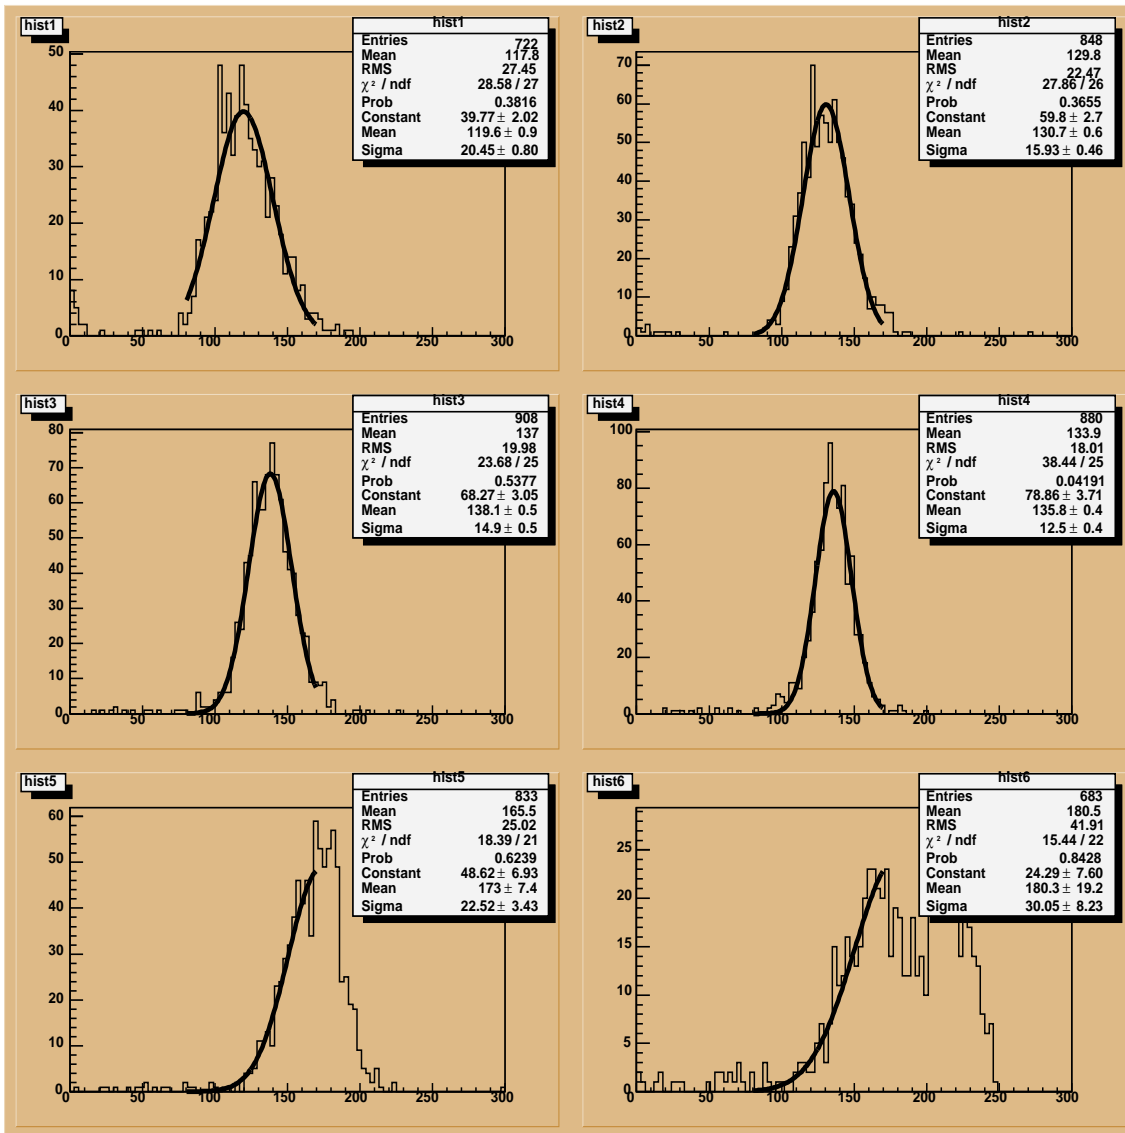 hist1
hist1
Entries 722
Mean 117.8
RMS 27.45
χ² / ndf 28.58 / 27
Prob 0.3816
Constant 39.77 ± 2.02
Mean 119.6 ± 0.9
Sigma 20.45 ± 0.80
50
40
30
20
10
0
0 50 100 150 200 250 300
hist2
hist2
Entries 848
Mean 129.8
RMS 22.47
χ² / ndf 27.86 / 26
Prob 0.3655
Constant 59.8 ± 2.7
Mean 130.7 ± 0.6
Sigma 15.93 ± 0.46
70
60
50
40
30
20
10
0
0 50 100 150 200 250 300
hist3
hist3
Entries 908
Mean 137
RMS 19.98
χ² / ndf 23.68 / 25
Prob 0.5377
Constant 68.27 ± 3.05
Mean 138.1 ± 0.5
Sigma 14.9 ± 0.5
80
70
60
50
40
30
20
10
0
0 50 100 150 200 250 300
hist4
hist4
Entries 880
Mean 133.9
RMS 18.01
χ² / ndf 38.44 / 25
Prob 0.04191
Constant 78.86 ± 3.71
Mean 135.8 ± 0.4
Sigma 12.5 ± 0.4
100
80
60
40
20
0
0 50 100 150 200 250 300
hist5
hist5
Entries 833
Mean 165.5
RMS 25.02
χ² / ndf 18.39 / 21
Prob 0.6239
Constant 48.62 ± 6.93
Mean 173 ± 7.4
Sigma 22.52 ± 3.43
60
50
40
30
20
10
0
0 50 100 150 200 250 300
hist6
hist6
Entries 683
Mean 180.5
RMS 41.91
χ² / ndf 15.44 / 22
Prob 0.8428
Constant 24.29 ± 7.60
Mean 180.3 ± 19.2
Sigma 30.05 ± 8.23
25
20
15
10
5
0
0 50 100 150 200 250 300